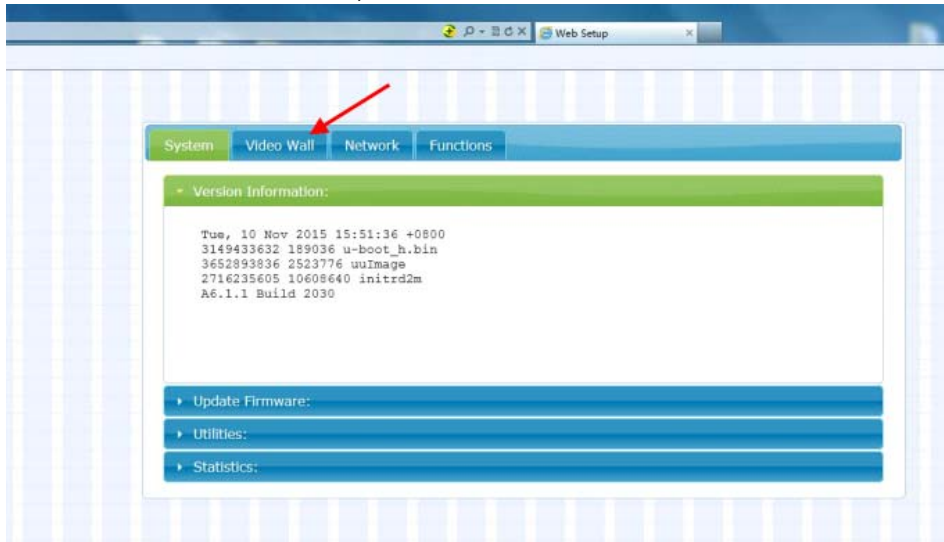 Web Setup
System Video Wall Network Functions
Version Information:
Tue, 10 Nov 2015 15:51:36 +0800
3149433632 189036 u-boot_h.bin
3652893836 2523776 uuImage
2716235605 10608640 initrd2m
A6.1.1 Build 2030
Update Firmware:
Utilities:
Statistics: